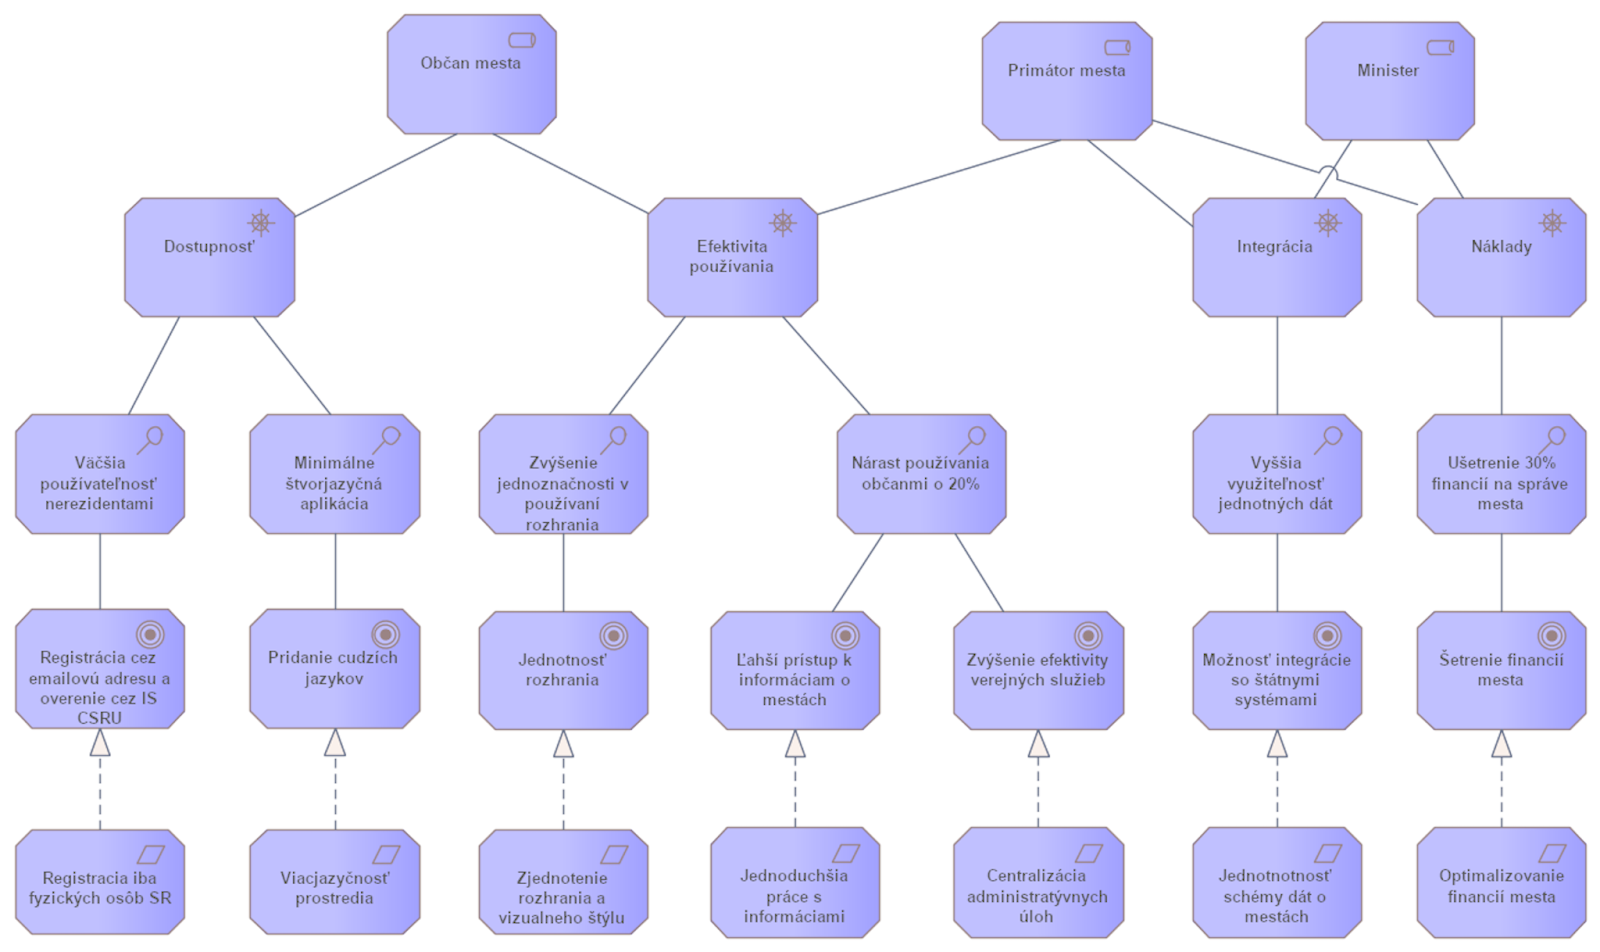 Občan mesta
Primátor mesta
Minister
Dostupnosť
Efektivita
používania
Integrácia
Náklady
Väčšia
používateľnosť
nerezidentami
Minimálne
štvorjazyčná
aplikácia
Zvýšenie
jednoznačnosti v
používaní
rozhrania
Nárast používania
občanmi o 20%
Vyššia
využiteľnosť
jednotných dát
Ušetrenie 30%
financií na správe
mesta
Registrácia cez
emailovú adresu a
overenie cez IS
CSRU
Pridanie cudzích
jazykov
Jednotnosť
rozhrania
Ľahší prístup k
informáciam o
mestách
Zvýšenie efektivity
verejných služieb
Možnosť integrácie
so štátnymi
systémami
Šetrenie financií
mesta
Registracia iba
fyzických osôb SR
Viacjazyčnosť
prostredia
Zjednotenie
rozhrania a
vizualneho štýlu
Jednoduchšia
práce s
informáciami
Centralizácia
administratývnych
úloh
Jednotnotnosť
schémy dát o
mestách
Optimalizovanie
financií mesta